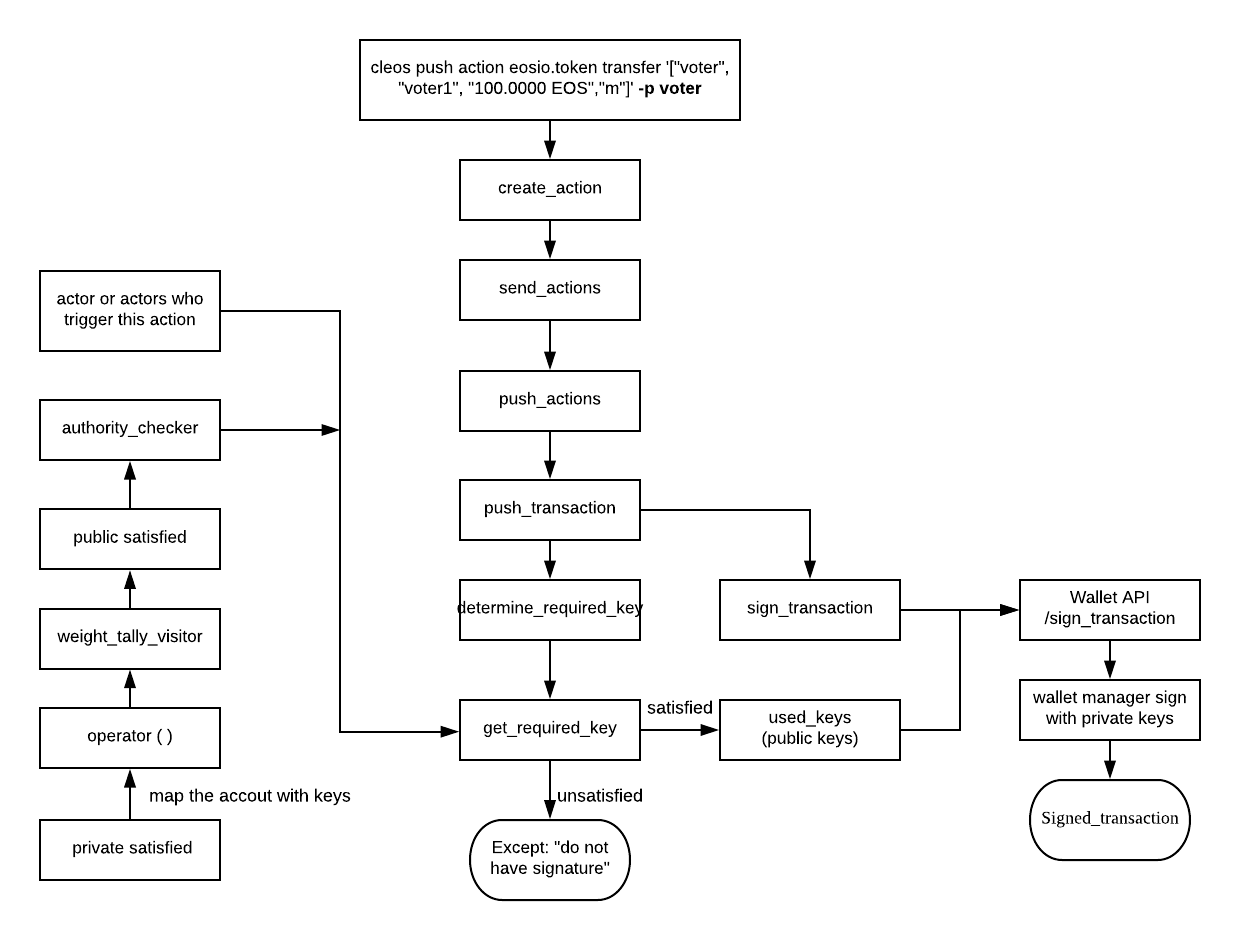 cleos push action eosio.token transfer '["voter",
"voter1", "100.0000 EOS","m"]' -p voter
create_action
send_actions
actor or actors who
trigger this action
push_actions
authority_checker
push_transaction
public satisfied
determine_required_key
sign_transaction
Wallet API
/sign_transaction
weight_tally_visitor
wallet manager sign
with private keys
satisfied
get_required_key
used_keys
(public keys)
operator ( )
map the accout with keys
unsatisfied
Signed_transaction
private satisfied
Except: "do not
have signature"